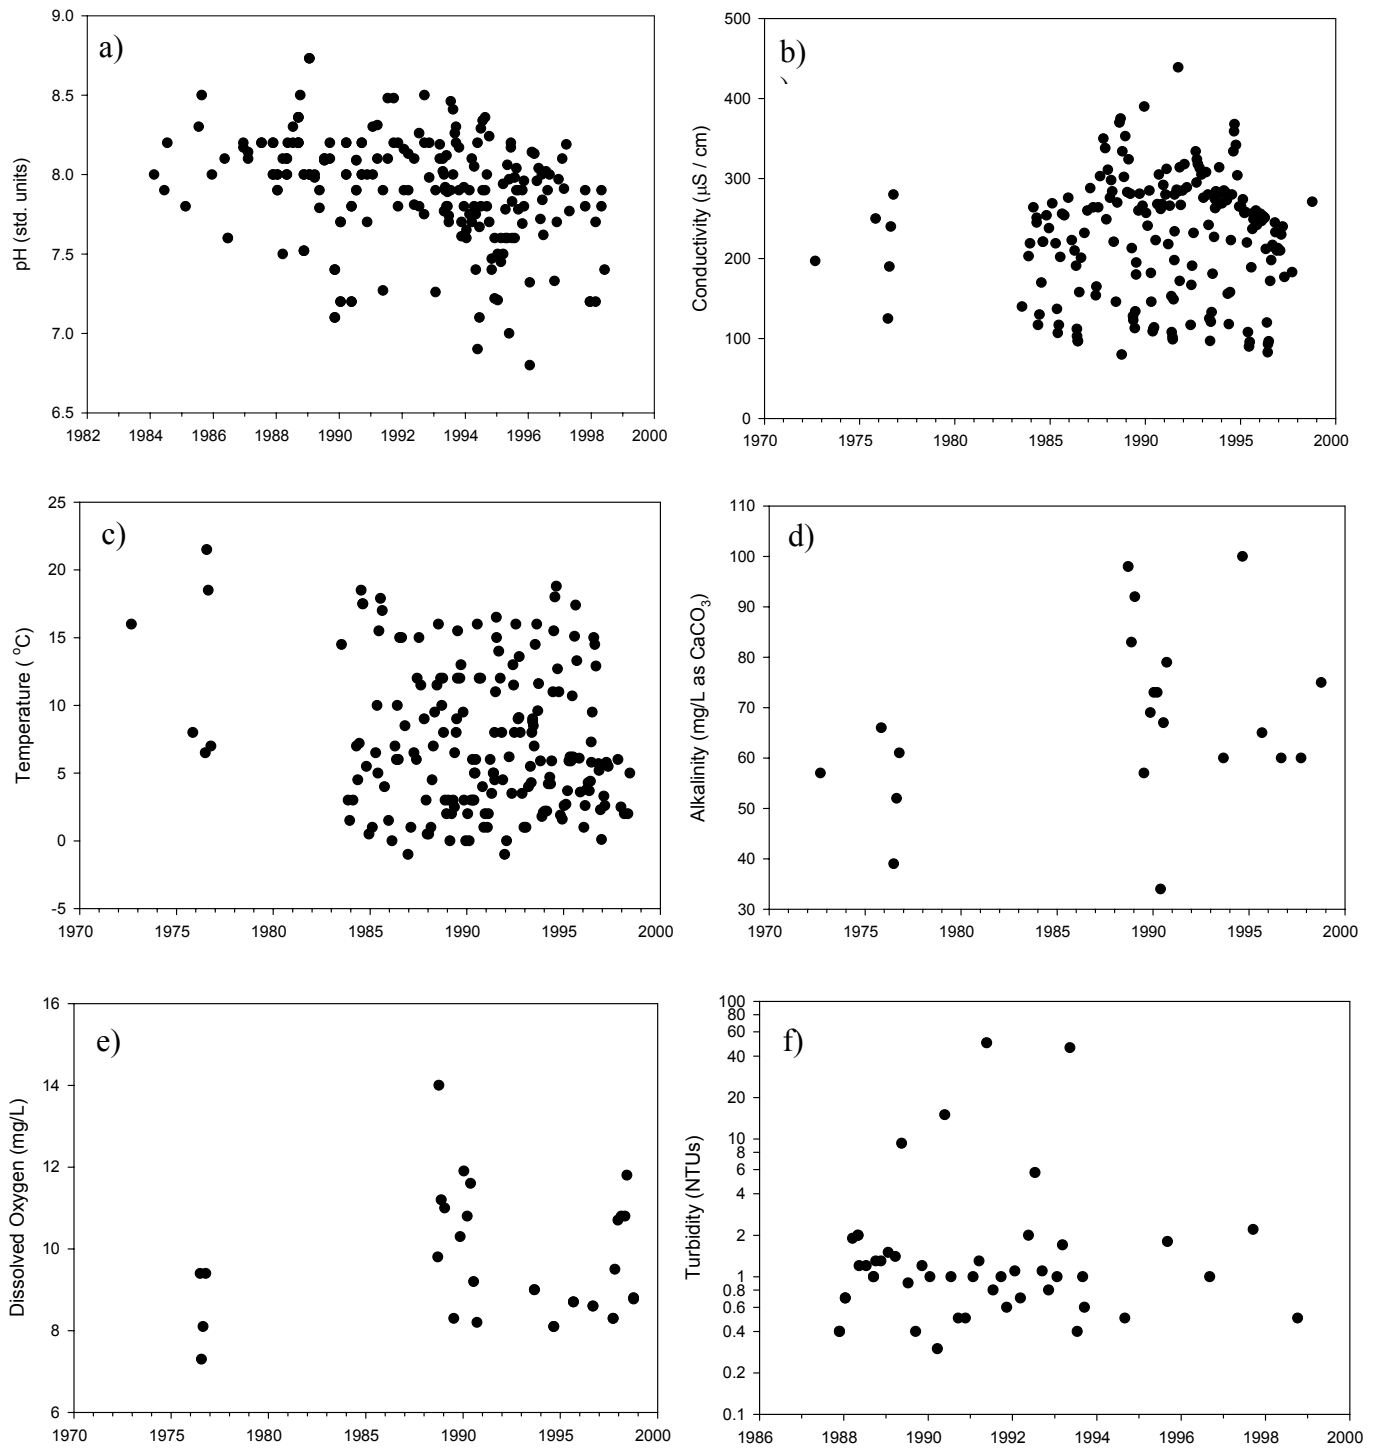 a)
9.0
8.5
8.0
7.5
7.0
6.5
pH (std. units)
1982 1984 1986 1988 1990 1992 1994 1996 1998 2000
b)
500
400
300
200
100
0
Conductivity (µS / cm)
1970 1975 1980 1985 1990 1995 2000
c)
25
20
15
10
5
0
-5
Temperature ( °C)
1970 1975 1980 1985 1990 1995 2000
d)
110
100
90
80
70
60
50
40
30
Alkalinity (mg/L as CaCO₃)
1970 1975 1980 1985 1990 1995 2000
e)
16
14
12
10
8
6
Dissolved Oxygen (mg/L)
1970 1975 1980 1985 1990 1995 2000
f)
100
80
60
40
20
10
8
6
4
2
1
0.8
0.6
0.4
0.2
0.1
Turbidity (NTUs)
1986 1988 1990 1992 1994 1996 1998 2000